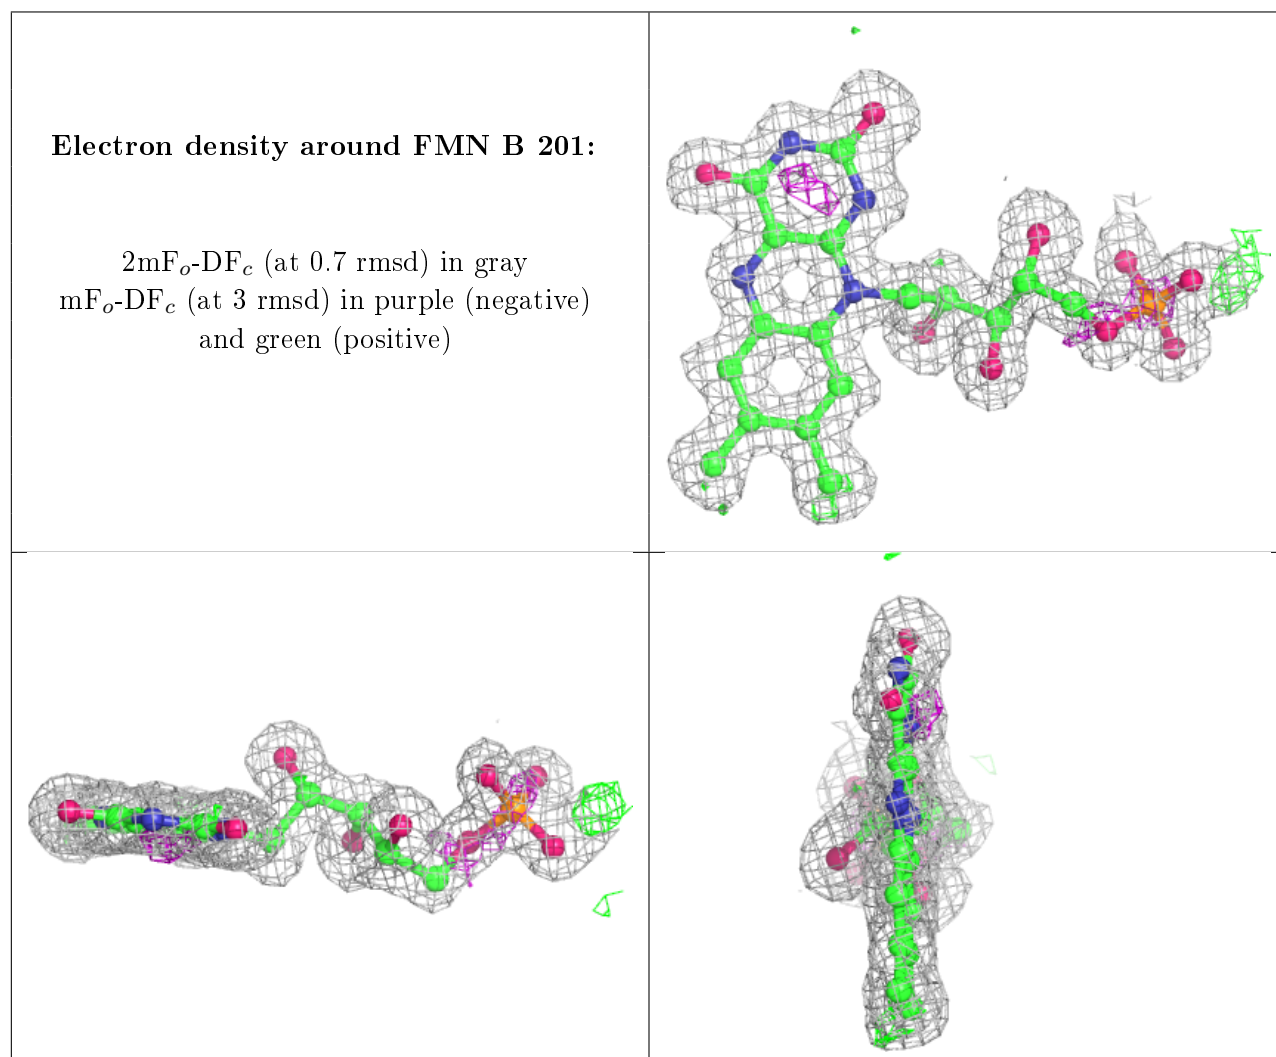 Electron density around FMN B 201:
2mFₒ-DF𝒸 (at 0.7 rmsd) in gray
mFₒ-DF𝒸 (at 3 rmsd) in purple (negative)
and green (positive)